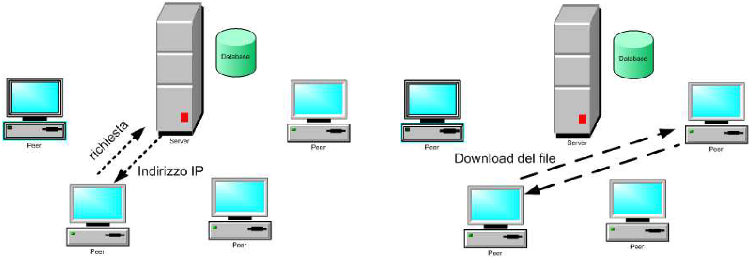 Database
Peer
richiesta
Server
Peer
Indirizzo IP
Peer
Peer
Database
Peer
Server
Peer
Download del file
Peer
Peer